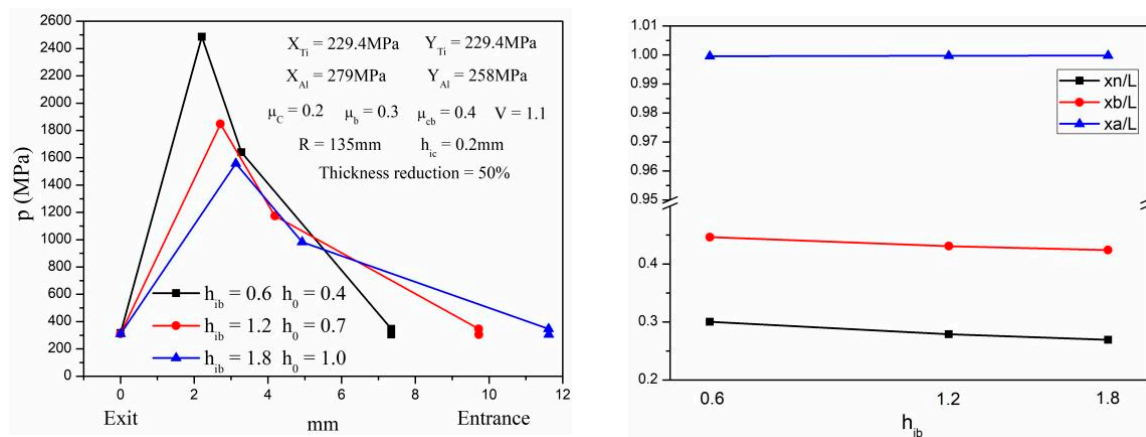 2600
2400
2200
2000
1800
1600
1400
1200
1000
800
600
400
200
0
p (MPa)
X_Ti = 229.4MPa Y_Ti = 229.4MPa
X_Al = 279MPa Y_Al = 258MPa
μ_C = 0.2 μ_b = 0.3 μ_cb = 0.4 V = 1.1
R = 135mm h_ic = 0.2mm
Thickness reduction = 50%
h_ib = 0.6 h_0 = 0.4
h_ib = 1.2 h_0 = 0.7
h_ib = 1.8 h_0 = 1.0
0 2 4 6 8 10 12
Exit mm Entrance
1.01
1.00
0.99
0.98
0.97
0.96
0.95
0.4
0.3
0.2
xn/L
xb/L
xa/L
0.6 1.2 1.8
h_ib